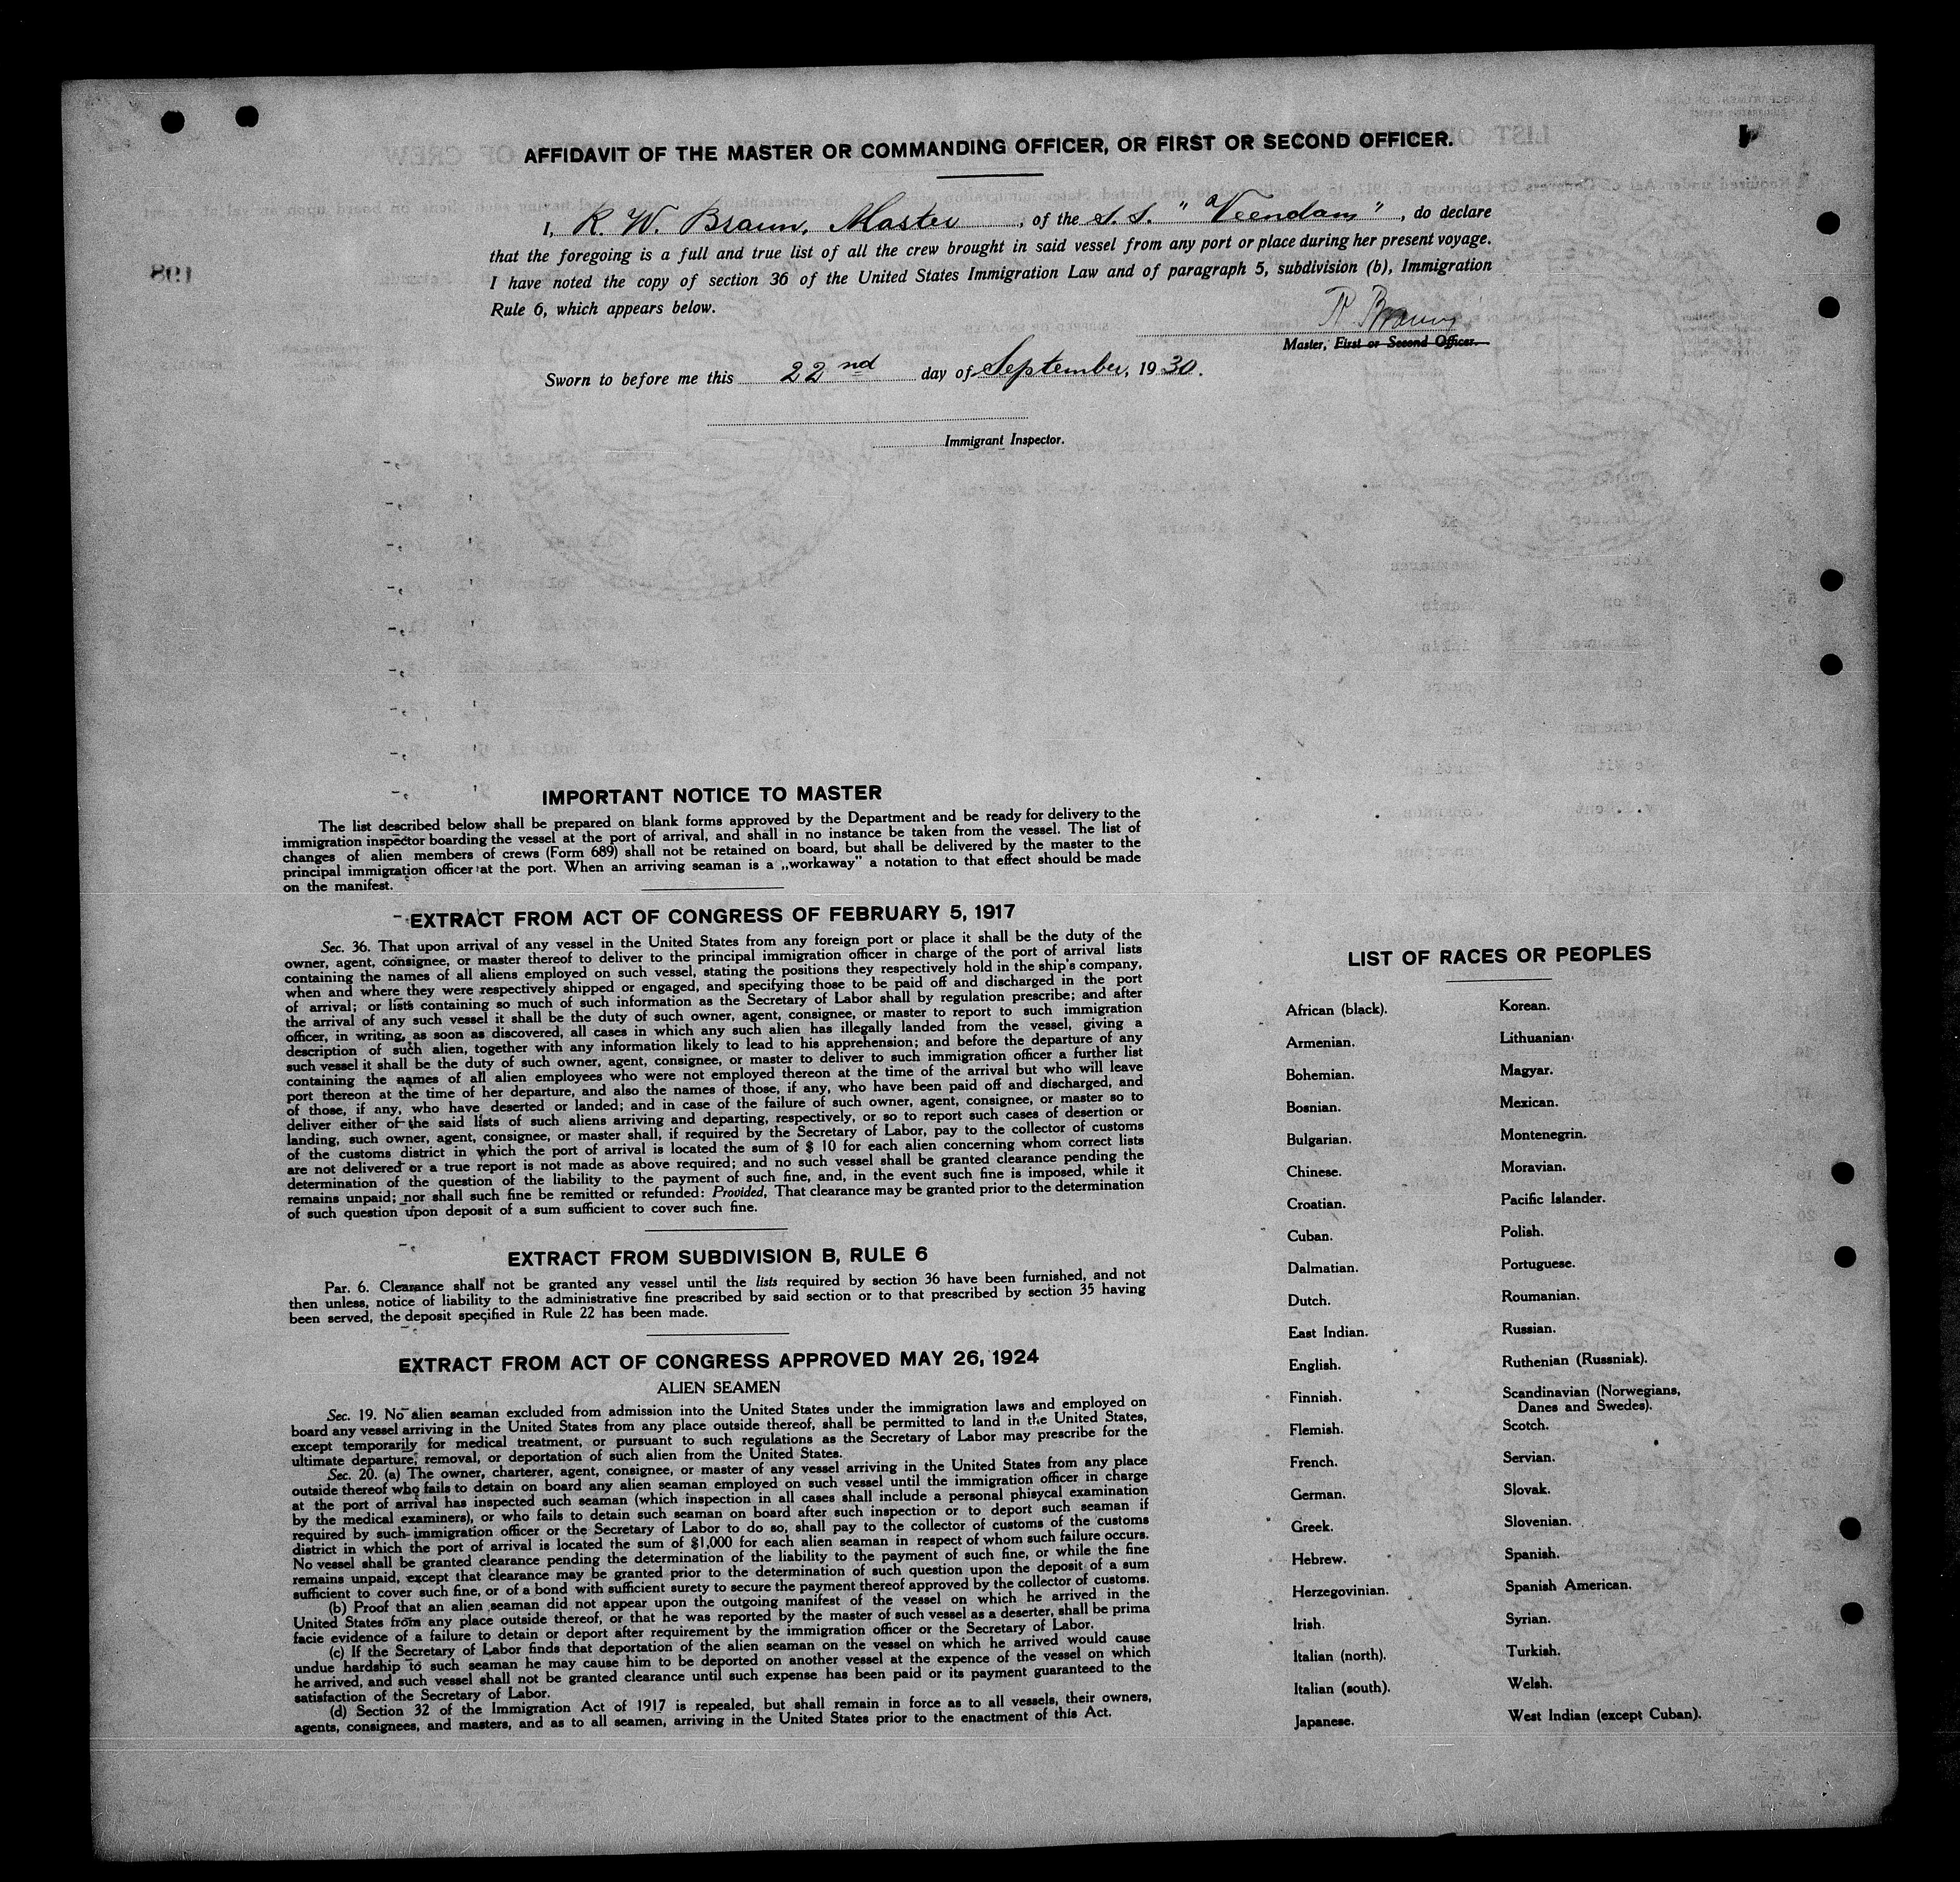 AFFIDAVIT OF THE MASTER OR COMMANDING OFFICER, OR FIRST OR SECOND OFFICER.
I, R. W. Braun, Master, of the S.S. "Veendam", do declare
that the foregoing is a full and true list of all the crew brought in said vessel from any port or place during her present voyage.
I have noted the copy of section 36 of the United States Immigration Law and of paragraph 5, subdivision (b), Immigration
Rule 6, which appears below.
R Braun
Master, First or Second Officer.
Sworn to before me this 22nd day of September, 1930.
Immigrant Inspector.
IMPORTANT NOTICE TO MASTER
The list described below shall be prepared on blank forms approved by the Department and be ready for delivery to the
immigration inspector boarding the vessel at the port of arrival, and shall in no instance be taken from the vessel. The list of
changes of alien members of crews (Form 689) shall not be retained on board, but shall be delivered by the master to the
principal immigration officer at the port. When an arriving seaman is a „workaway" a notation to that effect should be made
on the manifest.
EXTRACT FROM ACT OF CONGRESS OF FEBRUARY 5, 1917
Sec. 36. That upon arrival of any vessel in the United States from any foreign port or place it shall be the duty of the
owner, agent, consignee, or master thereof to deliver to the principal immigration officer in charge of the port of arrival lists
containing the names of all aliens employed on such vessel, stating the positions they respectively hold in the ship's company,
when and where they were respectively shipped or engaged, and specifying those to be paid off and discharged in the port
of arrival; or lists containing so much of such information as the Secretary of Labor shall by regulation prescribe; and after
the arrival of any such vessel it shall be the duty of such owner, agent, consignee, or master to report to such immigration
officer, in writing, as soon as discovered, all cases in which any such alien has illegally landed from the vessel, giving a
description of such alien, together with any information likely to lead to his apprehension; and before the departure of any
such vessel it shall be the duty of such owner, agent, consignee, or master to deliver to such immigration officer a further list
containing the names of all alien employees who were not employed thereon at the time of the arrival but who will leave
port thereon at the time of her departure, and also the names of those, if any, who have been paid off and discharged, and
of those, if any, who have deserted or landed; and in case of the failure of such owner, agent, consignee, or master so to
deliver either of the said lists of such aliens arriving and departing, respectively, or so to report such cases of desertion or
landing, such owner, agent, consignee, or master shall, if required by the Secretary of Labor, pay to the collector of customs
of the customs district in which the port of arrival is located the sum of $ 10 for each alien concerning whom correct lists
are not delivered or a true report is not made as above required; and no such vessel shall be granted clearance pending the
determination of the question of the liability to the payment of such fine, and, in the event such fine is imposed, while it
remains unpaid; nor shall such fine be remitted or refunded: Provided, That clearance may be granted prior to the determination
of such question upon deposit of a sum sufficient to cover such fine.
EXTRACT FROM SUBDIVISION B, RULE 6
Par. 6. Clearance shall not be granted any vessel until the lists required by section 36 have been furnished, and not
then unless, notice of liability to the administrative fine prescribed by said section or to that prescribed by section 35 having
been served, the deposit specified in Rule 22 has been made.
EXTRACT FROM ACT OF CONGRESS APPROVED MAY 26, 1924
ALIEN SEAMEN
Sec. 19. No alien seaman excluded from admission into the United States under the immigration laws and employed on
board any vessel arriving in the United States from any place outside thereof, shall be permitted to land in the United States,
except temporarily for medical treatment, or pursuant to such regulations as the Secretary of Labor may prescribe for the
ultimate departure, removal, or deportation of such alien from the United States.
Sec. 20. (a) The owner, charterer, agent, consignee, or master of any vessel arriving in the United States from any place
outside thereof who fails to detain on board any alien seaman employed on such vessel until the immigration officer in charge
at the port of arrival has inspected such seaman (which inspection in all cases shall include a personal phisycal examination
by the medical examiners), or who fails to detain such seaman on board after such inspection or to deport such seaman if
required by such immigration officer or the Secretary of Labor to do so, shall pay to the collector of customs of the customs
district in which the port of arrival is located the sum of $1,000 for each alien seaman in respect of whom such failure occurs.
No vessel shall be granted clearance pending the determination of the liability to the payment of such fine, or while the fine
remains unpaid, except that clearance may be granted prior to the determination of such question upon the deposit of a sum
sufficient to cover such fine, or of a bond with sufficient surety to secure the payment thereof approved by the collector of customs.
(b) Proof that an alien seaman did not appear upon the outgoing manifest of the vessel on which he arrived in the
United States from any place outside thereof, or that he was reported by the master of such vessel as a deserter, shall be prima
facie evidence of a failure to detain or deport after requirement by the immigration officer or the Secretary of Labor.
(c) If the Secretary of Labor finds that deportation of the alien seaman on the vessel on which he arrived would cause
undue hardship to such seaman he may cause him to be deported on another vessel at the expence of the vessel on which
he arrived, and such vessel shall not be granted clearance until such expense has been paid or its payment guaranteed to the
satisfaction of the Secretary of Labor.
(d) Section 32 of the Immigration Act of 1917 is repealed, but shall remain in force as to all vessels, their owners,
agents, consignees, and masters, and as to all seamen, arriving in the United States prior to the enactment of this Act.
LIST OF RACES OR PEOPLES
African (black).
Armenian.
Bohemian.
Bosnian.
Bulgarian.
Chinese.
Croatian.
Cuban.
Dalmatian.
Dutch.
East Indian.
English.
Finnish.
Flemish.
French.
German.
Greek.
Hebrew.
Herzegovinian.
Irish.
Italian (north).
Italian (south).
Japanese.
Korean.
Lithuanian.
Magyar.
Mexican.
Montenegrin.
Moravian.
Pacific Islander.
Polish.
Portuguese.
Roumanian.
Russian.
Ruthenian (Russniak).
Scandinavian (Norwegians,
Danes and Swedes).
Scotch.
Servian.
Slovak.
Slovenian.
Spanish.
Spanish American.
Syrian.
Turkish.
Welsh.
West Indian (except Cuban).